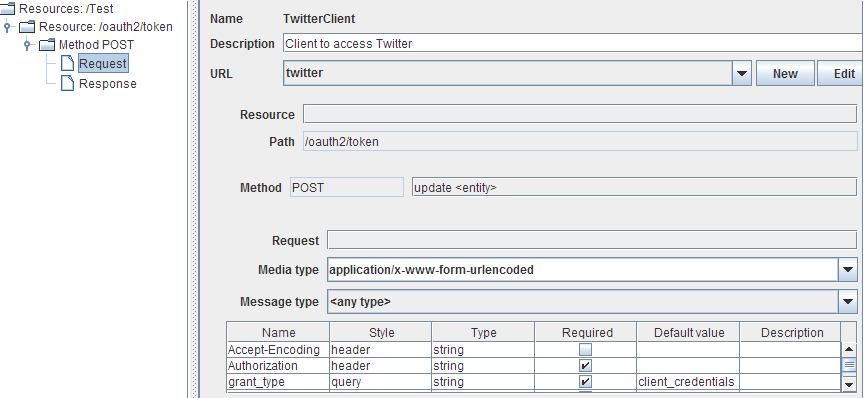 Resources: /Test
Resource: /oauth2/token
Method POST
Request
Response
Name TwitterClient
Description Client to access Twitter
URL twitter New Edit
Resource
Path /oauth2/token
Method POST update <entity>
Request
Media type application/x-www-form-urlencoded
Message type <any type>
Name Style Type Required Default value Description
Accept-Encoding header string
Authorization header string
grant_type query string client_credentials